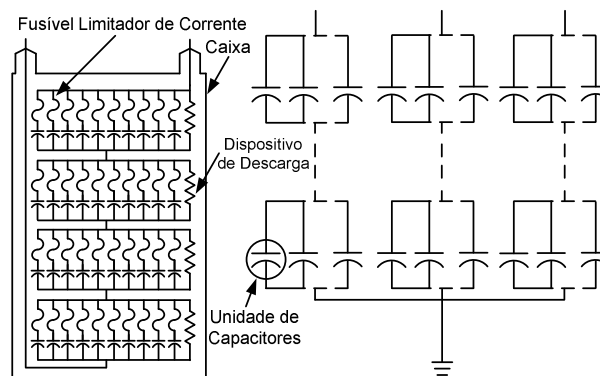 Fusível Limitador de Corrente
Caixa
Dispositivo
de Descarga
Unidade de
Capacitores